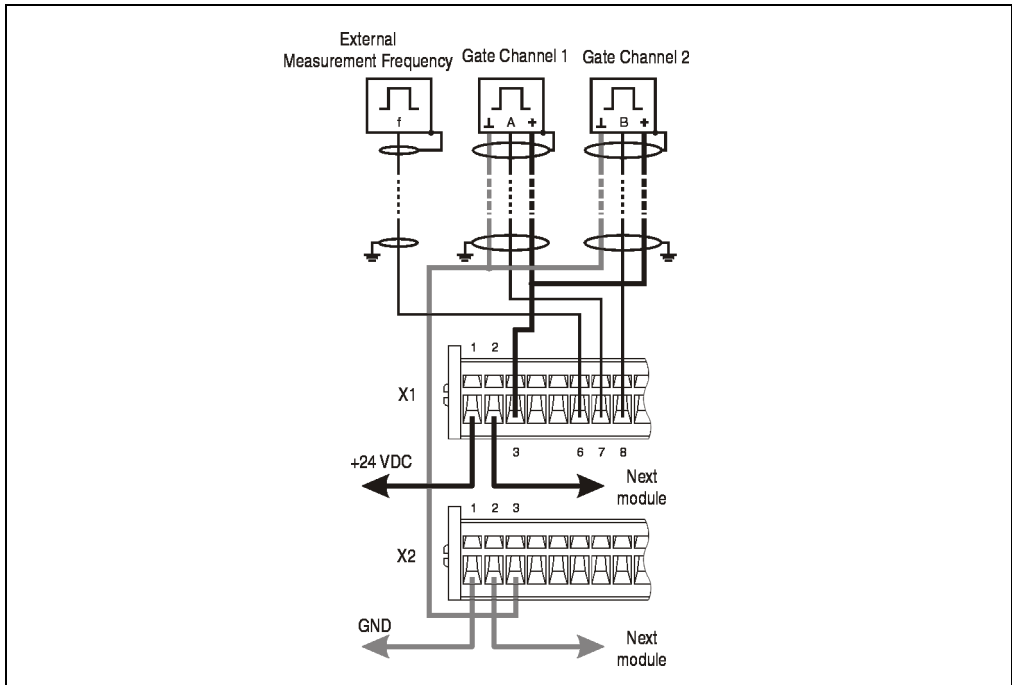 External
Measurement Frequency
Gate Channel 1
Gate Channel 2
f
⊥ A +
⊥ B +
1 2
X1
3 6 7 8
+24 VDC
Next
module
1 2 3
X2
GND
Next
module